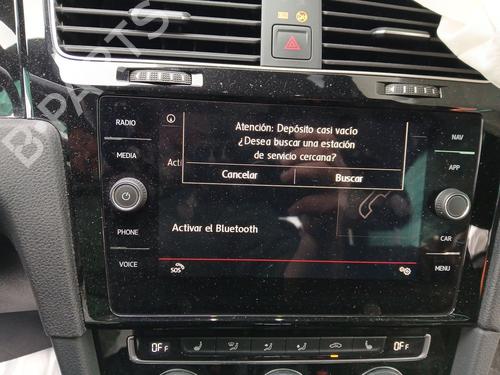 B-PARTS
RADIO
MEDIA
PHONE
VOICE
Atención: Depósito casi vacío
¿Desea buscar una estación
de servicio cercana?
Cancelar
Buscar
Acti
Activar el Bluetooth
SOS
NAV
APP
CAR
MENU
OFF
OFF